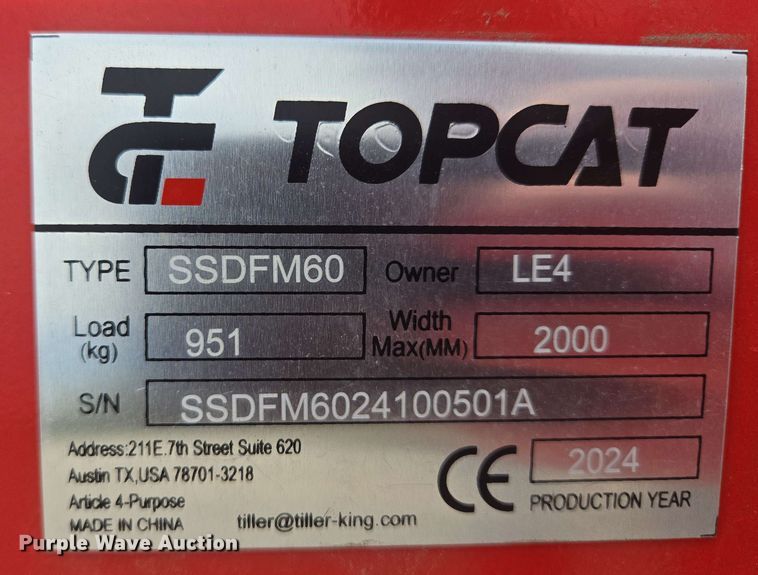 TC TOPCAT
TYPE SSDFM60 Owner LE4
Load (kg) 951 Width Max(MM) 2000
S/N SSDFM6024100501A
Address:211E.7th Street Suite 620
Austin TX,USA 78701-3218
Article 4-Purpose
MADE IN CHINA tiller@tiller-king.com
CE 2024
PRODUCTION YEAR
Purple Wave Auction